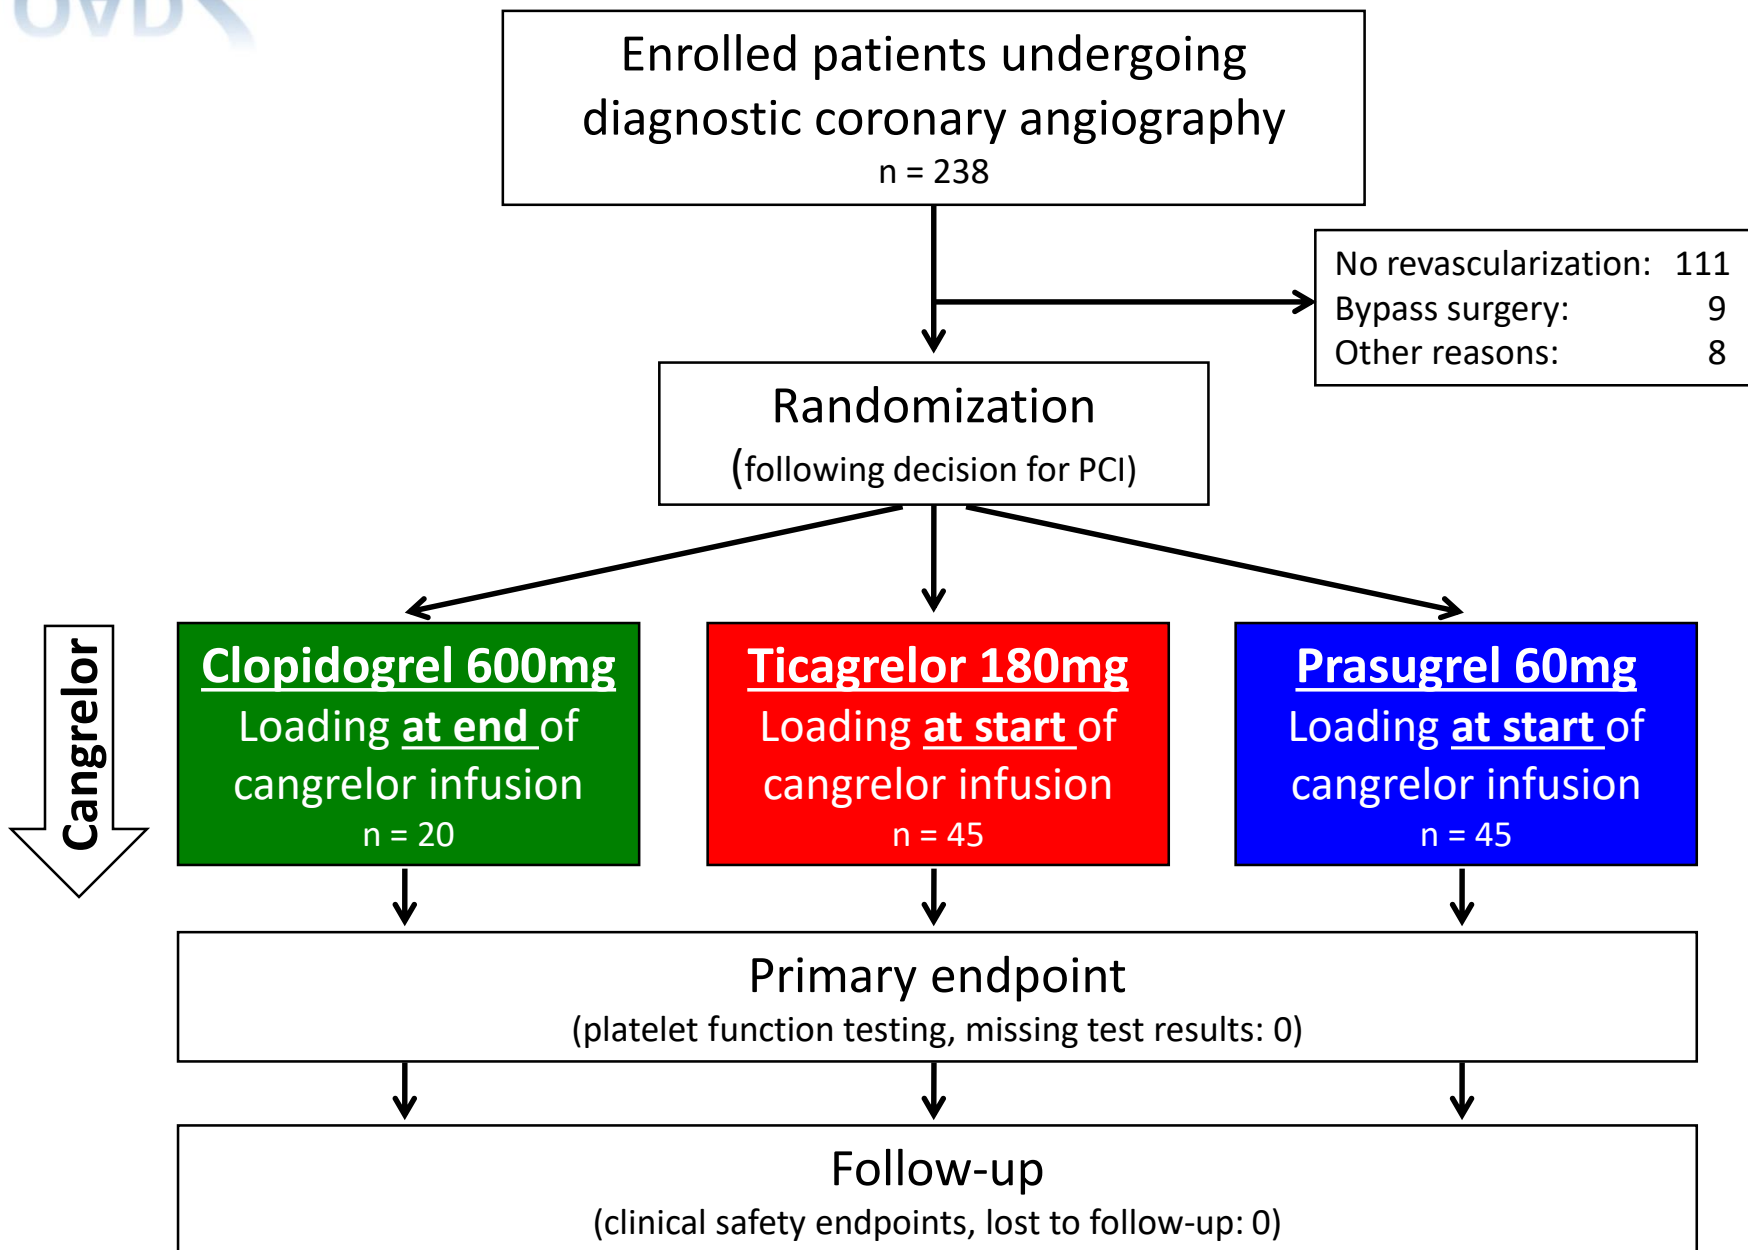 Enrolled patients undergoing
diagnostic coronary angiography
n = 238
No revascularization: 111
Bypass surgery: 9
Other reasons: 8
Randomization
(following decision for PCI)
Cangrelor
Clopidogrel 600mg
Loading at end of
cangrelor infusion
n = 20
Ticagrelor 180mg
Loading at start of
cangrelor infusion
n = 45
Prasugrel 60mg
Loading at start of
cangrelor infusion
n = 45
Primary endpoint
(platelet function testing, missing test results: 0)
Follow-up
(clinical safety endpoints, lost to follow-up: 0)